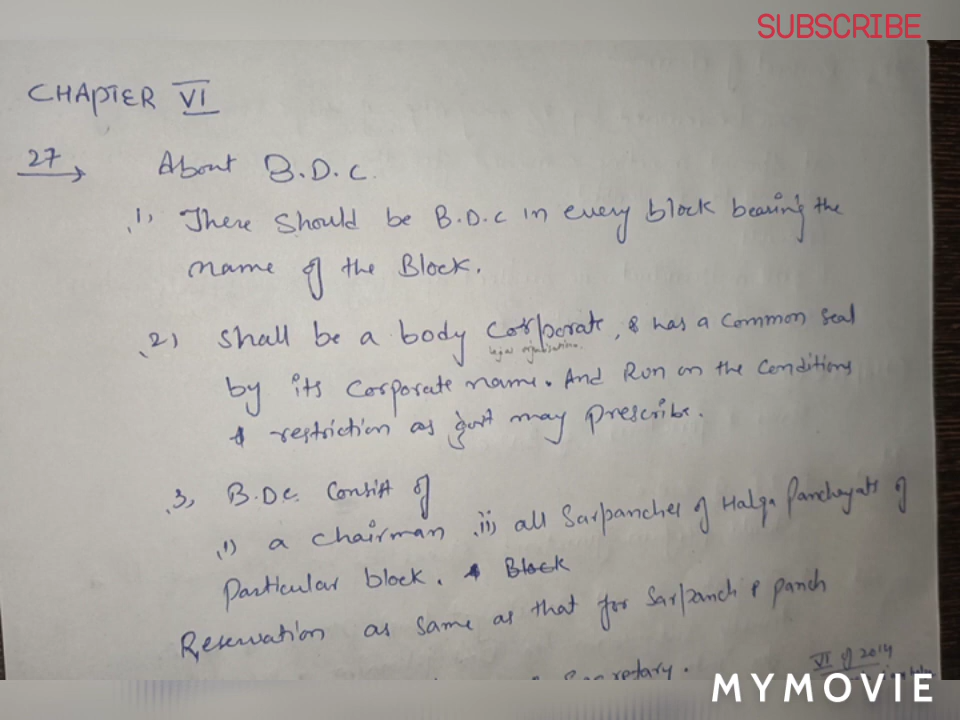 SUBSCRIBE
CHAPTER VI
27 About B.D.C.
1) There should be B.D.C in every block bearing the
name of the Block.
2) Shall be a body corporate, & has a common seal
by its corporate name. And Run on the conditions
& restriction as govt may prescribe.
3) B.D.C. consist of
i) a chairman ii) all Sarpanches of Halqa Panchayats of
particular block. & Block
Reservation as same as that for Sarpanch & panch
Secretary.
VI of 2014
MYMOVIE